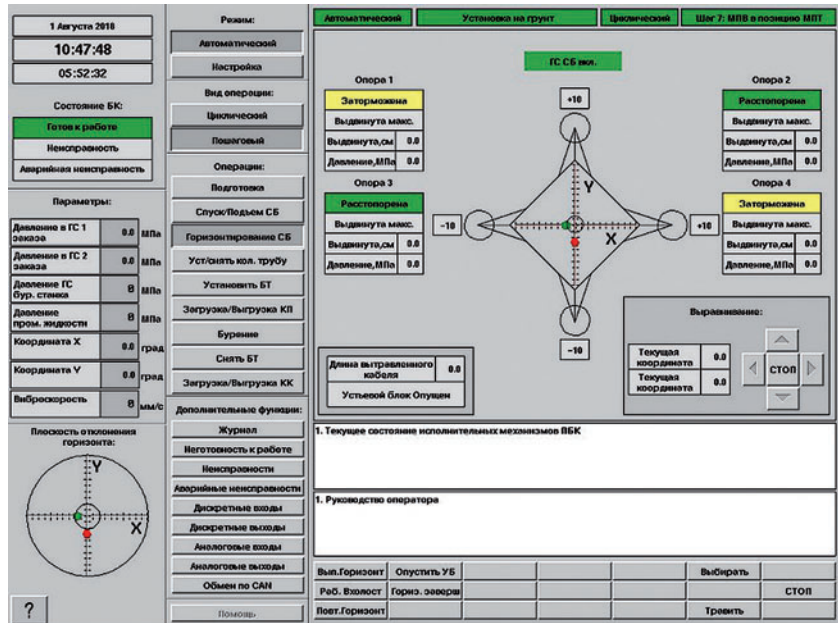 1 Августа 2018
10:47:48
05:52:32
Состояние БК:
Готов к работе
Неисправность
Аварийная неисправность
Параметры:
Давление в ГС 1 заказа 0.0 МПа
Давление в ГС 2 заказа 0.0 МПа
Давление ГС бур. станка 0 МПа
Давление пром. жидкости 0 МПа
Координата X 0.0 град
Координата Y 0.0 град
Виброскорость 0 мм/с
Плоскость отклонения
горизонта:
Y
X
?
Режим:
Автоматический
Настройка
Вид операции:
Циклический
Пошаговый
Операции:
Подготовка
Спуск/Подъем СБ
Горизонтирование СБ
Уст/снять кол. трубу
Установить БТ
Загрузка/Выгрузка КП
Бурение
Снять БТ
Загрузка/Выгрузка КК
Дополнительные функции:
Журнал
Неготовность к работе
Неисправности
Аварийные неисправности
Дискретные входы
Дискретные выходы
Аналоговые входы
Аналоговые выходы
Обмен по CAN
Помощь
Автоматический Установка на грунт Циклический Шаг 7: МПВ в позицию МПТ
ГС СБ вкл.
Опора 1
Заторможена
Выдвинута макс.
Выдвинута,см 0.0
Давление,МПа 0.0
Опора 2
Расстопорена
Выдвинута макс.
Выдвинута,см 0.0
Давление,МПа 0.0
Опора 3
Расстопорена
Выдвинута макс.
Выдвинута,см 0.0
Давление,МПа 0.0
Опора 4
Заторможена
Выдвинута макс.
Выдвинута,см 0.0
Давление,МПа 0.0
+10
-10
+10
-10
Y
X
Длина вытравленного
кабеля 0.0
Устьевой блок Опущен
Выравнивание:
Текущая
координата 0.0
Текущая
координата 0.0
СТОП
1. Текущее состояние исполнительных механизмов ПБК
1. Руководство оператора
Вып.Горизонт Опустить УБ Выбирать
Раб. Вхолост Гориз. заверш СТОП
Повт.Горизонт Травить